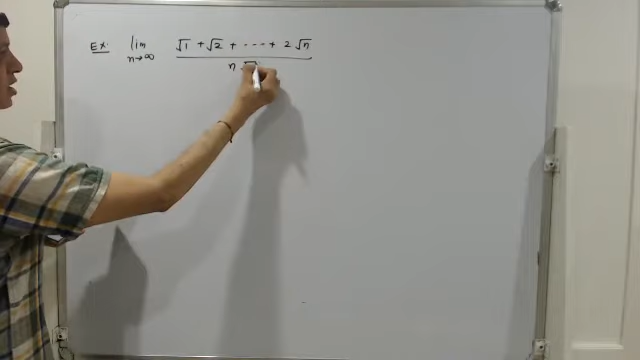 Ex: lim n→∞ √1 + √2 + ---- + 2 √n
n √